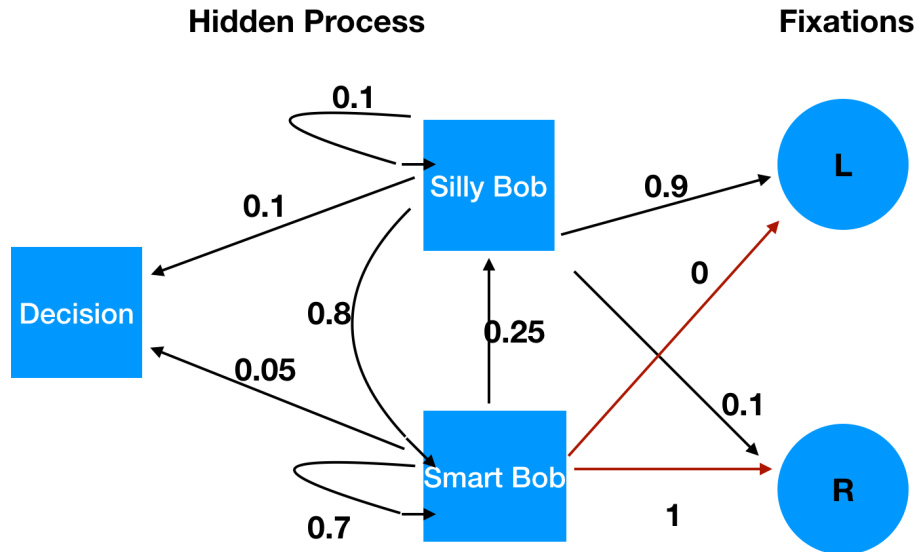 Hidden Process
Fixations
0.1
L
Silly Bob
0.9
0.1
0
Decision
0.8
0.25
0.05
0.1
Smart Bob
R
0.7
1